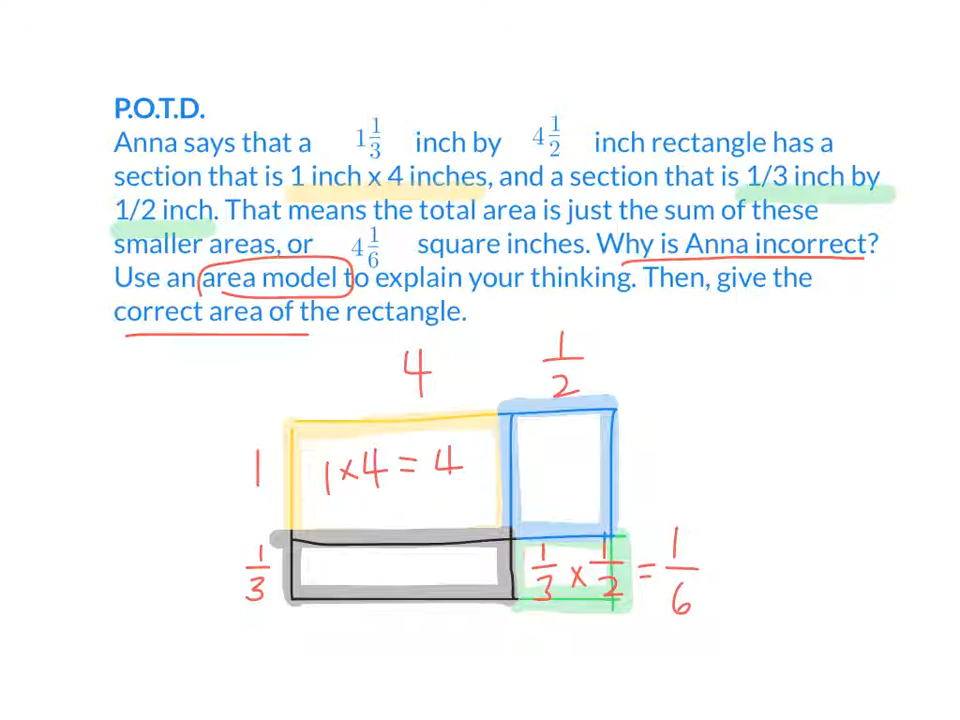 P.O.T.D.
Anna says that a 1 1/3 inch by 4 1/2 inch rectangle has a
section that is 1 inch x 4 inches, and a section that is 1/3 inch by
1/2 inch. That means the total area is just the sum of these
smaller areas, or 4 1/6 square inches. Why is Anna incorrect?
Use an area model to explain your thinking. Then, give the
correct area of the rectangle.
4 1/2
1 1×4 = 4
1/3 1/3 × 1/2 = 1/6